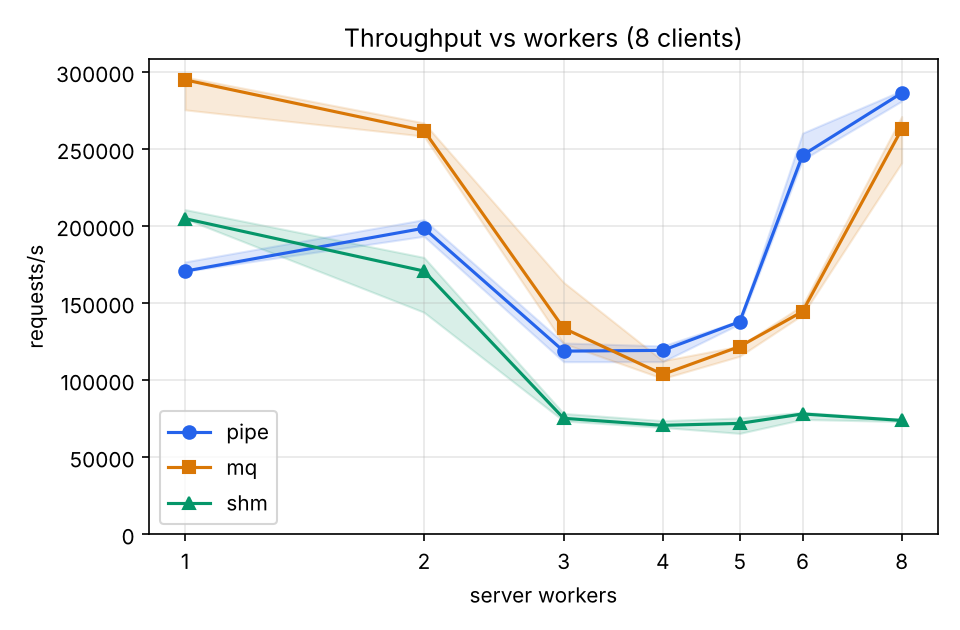 Throughput vs workers (8 clients)
300000
250000
200000
150000
100000
50000
0
requests/s
pipe
mq
shm
1 2 3 4 5 6 8
server workers